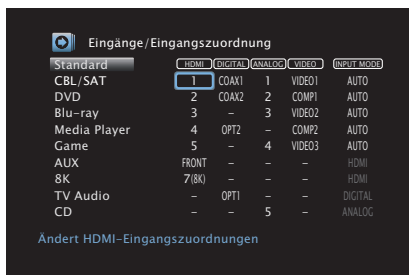 Eingänge/Eingangszuordnung
Standard HDMI DIGITAL ANALOG VIDEO INPUT MODE
CBL/SAT 1 COAX1 1 VIDEO1 AUTO
DVD 2 COAX2 2 COMP1 AUTO
Blu-ray 3 – 3 VIDEO2 AUTO
Media Player 4 OPT2 – COMP2 AUTO
Game 5 – 4 VIDEO3 AUTO
AUX FRONT – – – HDMI
8K 7(8K) – – – HDMI
TV Audio – OPT1 – – DIGITAL
CD – – 5 – ANALOG
Ändert HDMI-Eingangszuordnungen